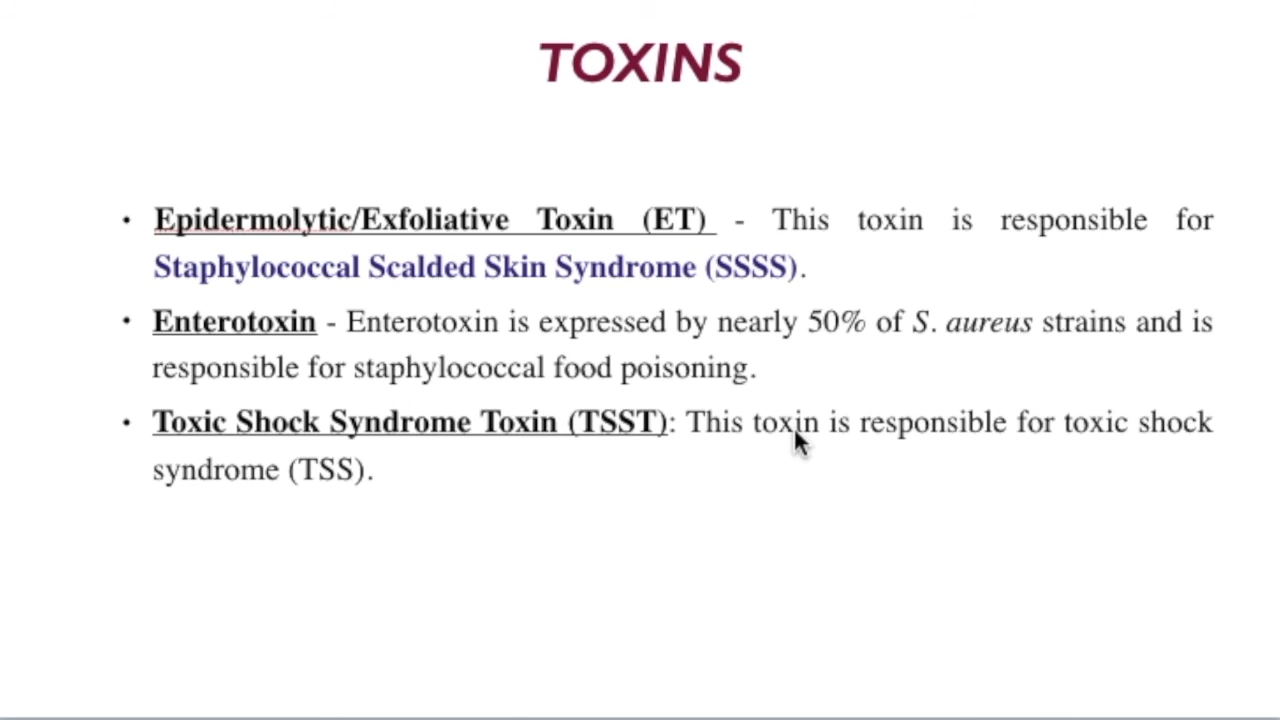 TOXINS
• Epidermolytic/Exfoliative Toxin (ET) - This toxin is responsible for
Staphylococcal Scalded Skin Syndrome (SSSS).
• Enterotoxin - Enterotoxin is expressed by nearly 50% of S. aureus strains and is
responsible for staphylococcal food poisoning.
• Toxic Shock Syndrome Toxin (TSST): This toxin is responsible for toxic shock
syndrome (TSS).